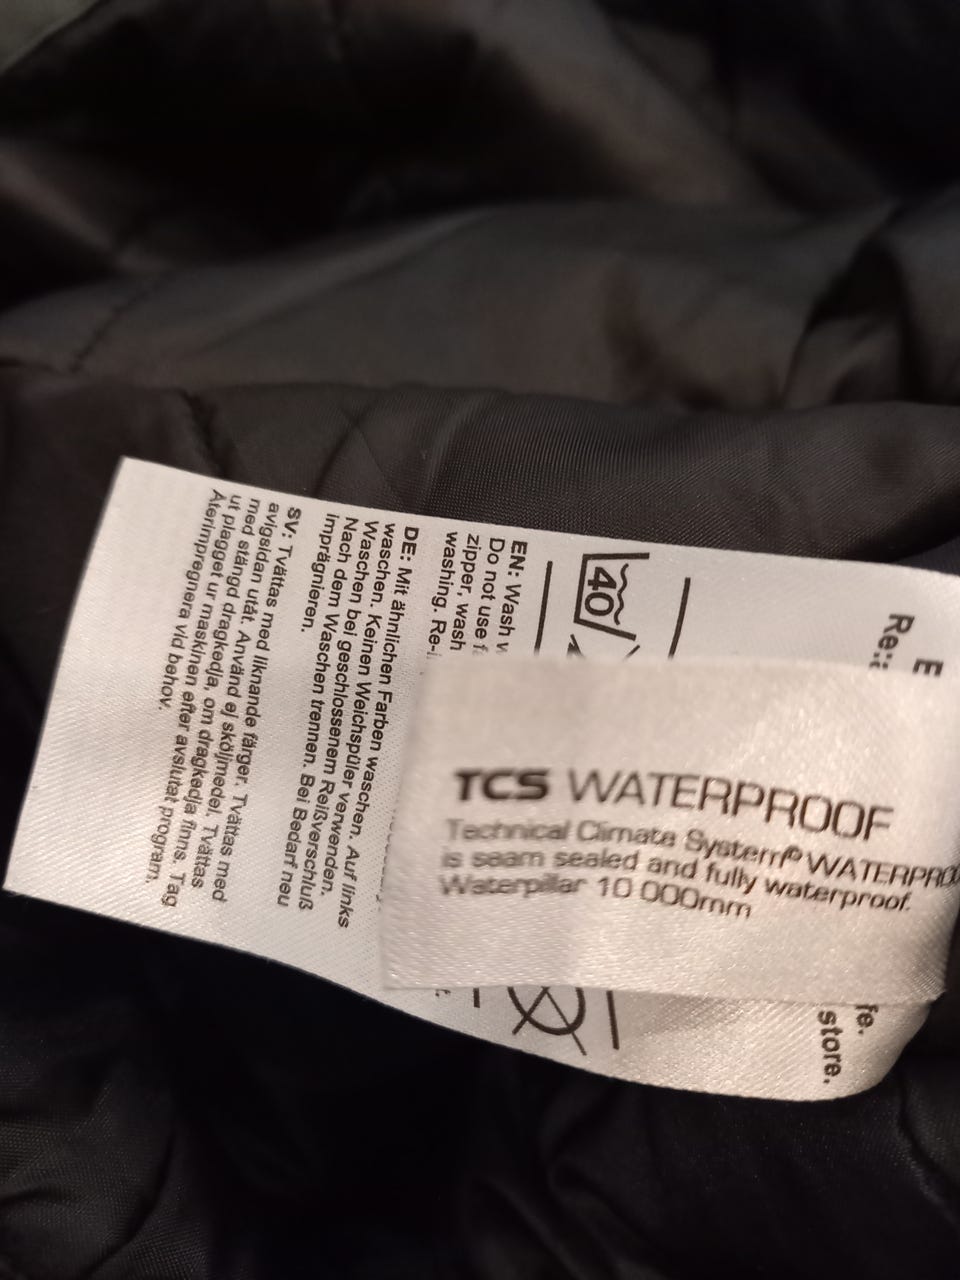 TCS WATERPROOF
Technical Climate System® WATERPRO
is seam sealed and fully waterproof.
Waterpillar 10 000mm
E
Re:
fe.
store.
40
EN: Wash
Do not use
zipper, wash
washing. Re-
DE: Mit ähnlichen Farben waschen. Auf links
waschen. Keinen Weichspüler verwenden.
Waschen bei geschlossenem Reißverschluß
Nach dem Waschen trennen. Bei Bedarf neu
imprägnieren.
SV: Tvättas med liknande färger. Tvättas med
avigsidan utåt. Använd ej sköljmedel. Tvättas
med stängd dragkedja, om dragkedja finns. Tag
ut plagget ur maskinen efter avslutat program.
Återimpregnera vid behov.